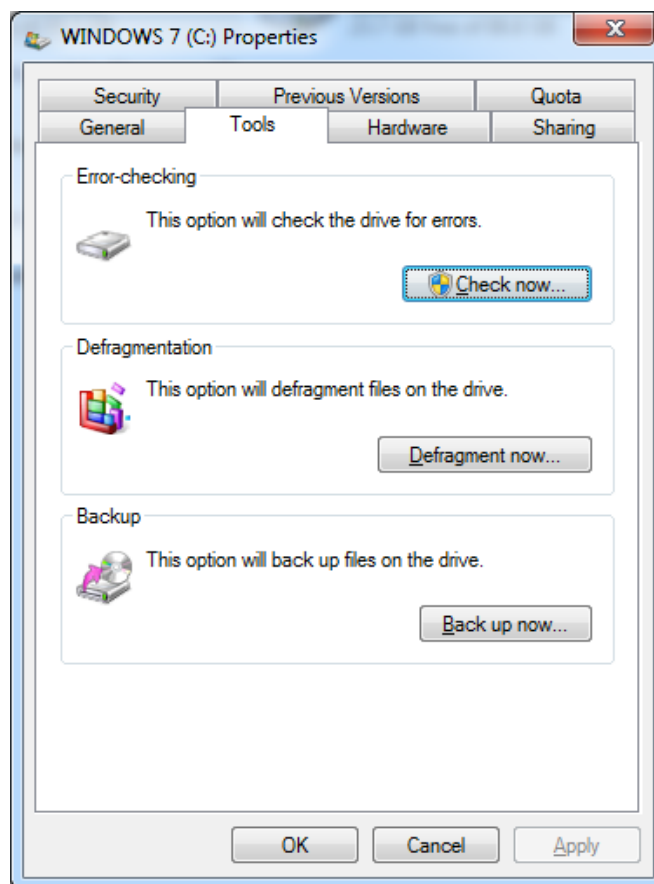 WINDOWS 7 (C:) Properties
Security Previous Versions Quota
General Tools Hardware Sharing
Error-checking
This option will check the drive for errors.
Check now...
Defragmentation
This option will defragment files on the drive.
Defragment now...
Backup
This option will back up files on the drive.
Back up now...
OK Cancel Apply